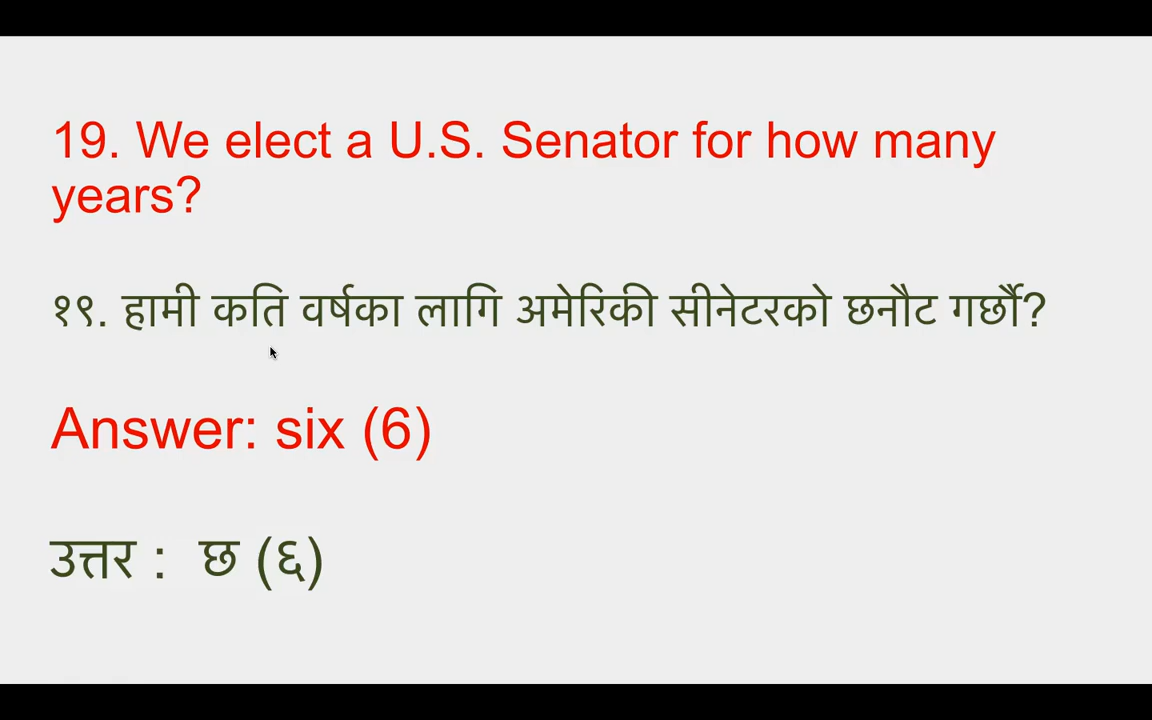 19. We elect a U.S. Senator for how many
years?
१९. हामी कति वर्षका लागि अमेरिकी सीनेटरको छनौट गर्छौं?
Answer: six (6)
उत्तर :  छ (६)